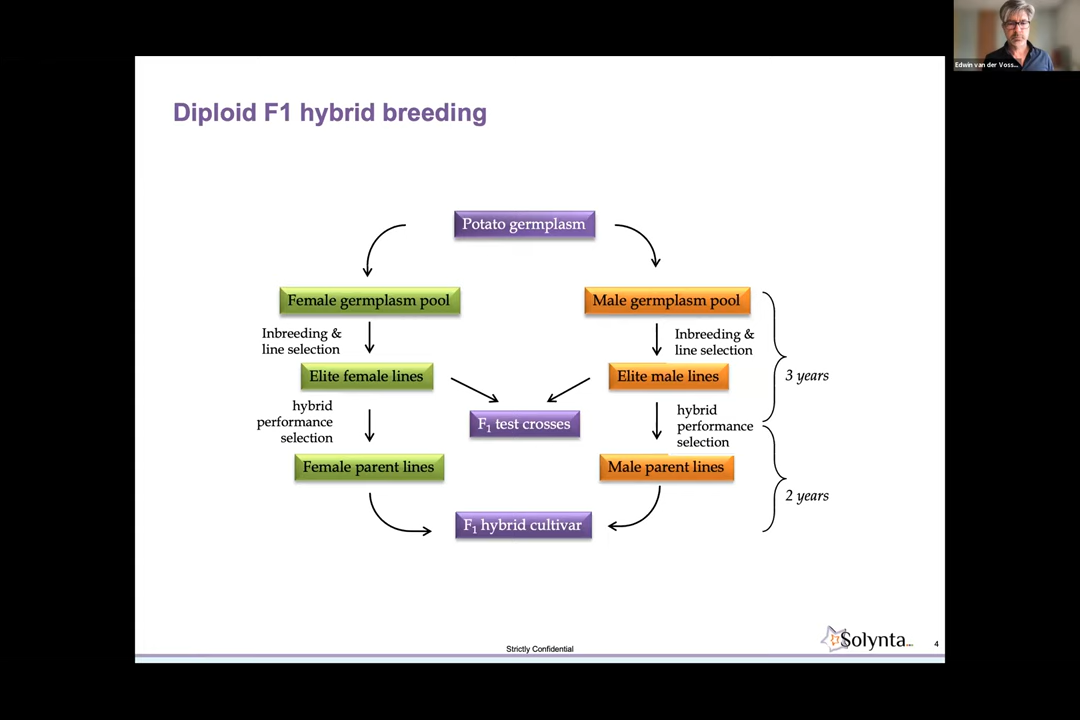 Edwin van der Voss...
Diploid F1 hybrid breeding
Potato germplasm
Female germplasm pool
Male germplasm pool
Inbreeding &
line selection
Inbreeding &
line selection
3 years
Elite female lines
Elite male lines
hybrid
performance
selection
F₁ test crosses
hybrid
performance
selection
Female parent lines
Male parent lines
2 years
F₁ hybrid cultivar
Strictly Confidential
Solynta
4